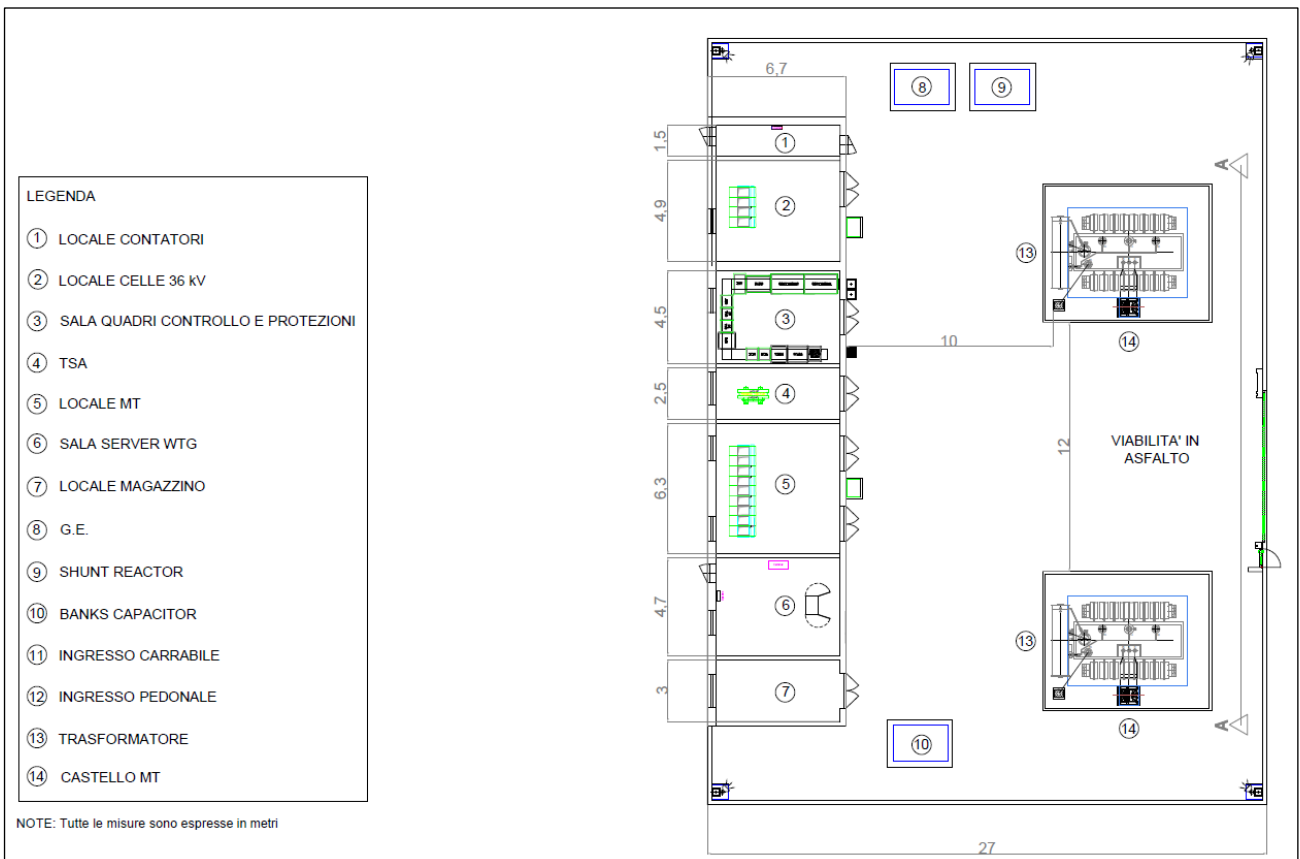 LEGENDA
1 LOCALE CONTATORI
2 LOCALE CELLE 36 kV
3 SALA QUADRI CONTROLLO E PROTEZIONI
4 TSA
5 LOCALE MT
6 SALA SERVER WTG
7 LOCALE MAGAZZINO
8 G.E.
9 SHUNT REACTOR
10 BANKS CAPACITOR
11 INGRESSO CARRABILE
12 INGRESSO PEDONALE
13 TRASFORMATORE
14 CASTELLO MT
NOTE: Tutte le misure sono espresse in metri
6,7
8
9
1,5
1
A
4,9
2
13
4,5
3
10
14
2,5
4
12
VIABILITA' IN
ASFALTO
6,3
5
4,7
6
13
3
7
A
14
10
27